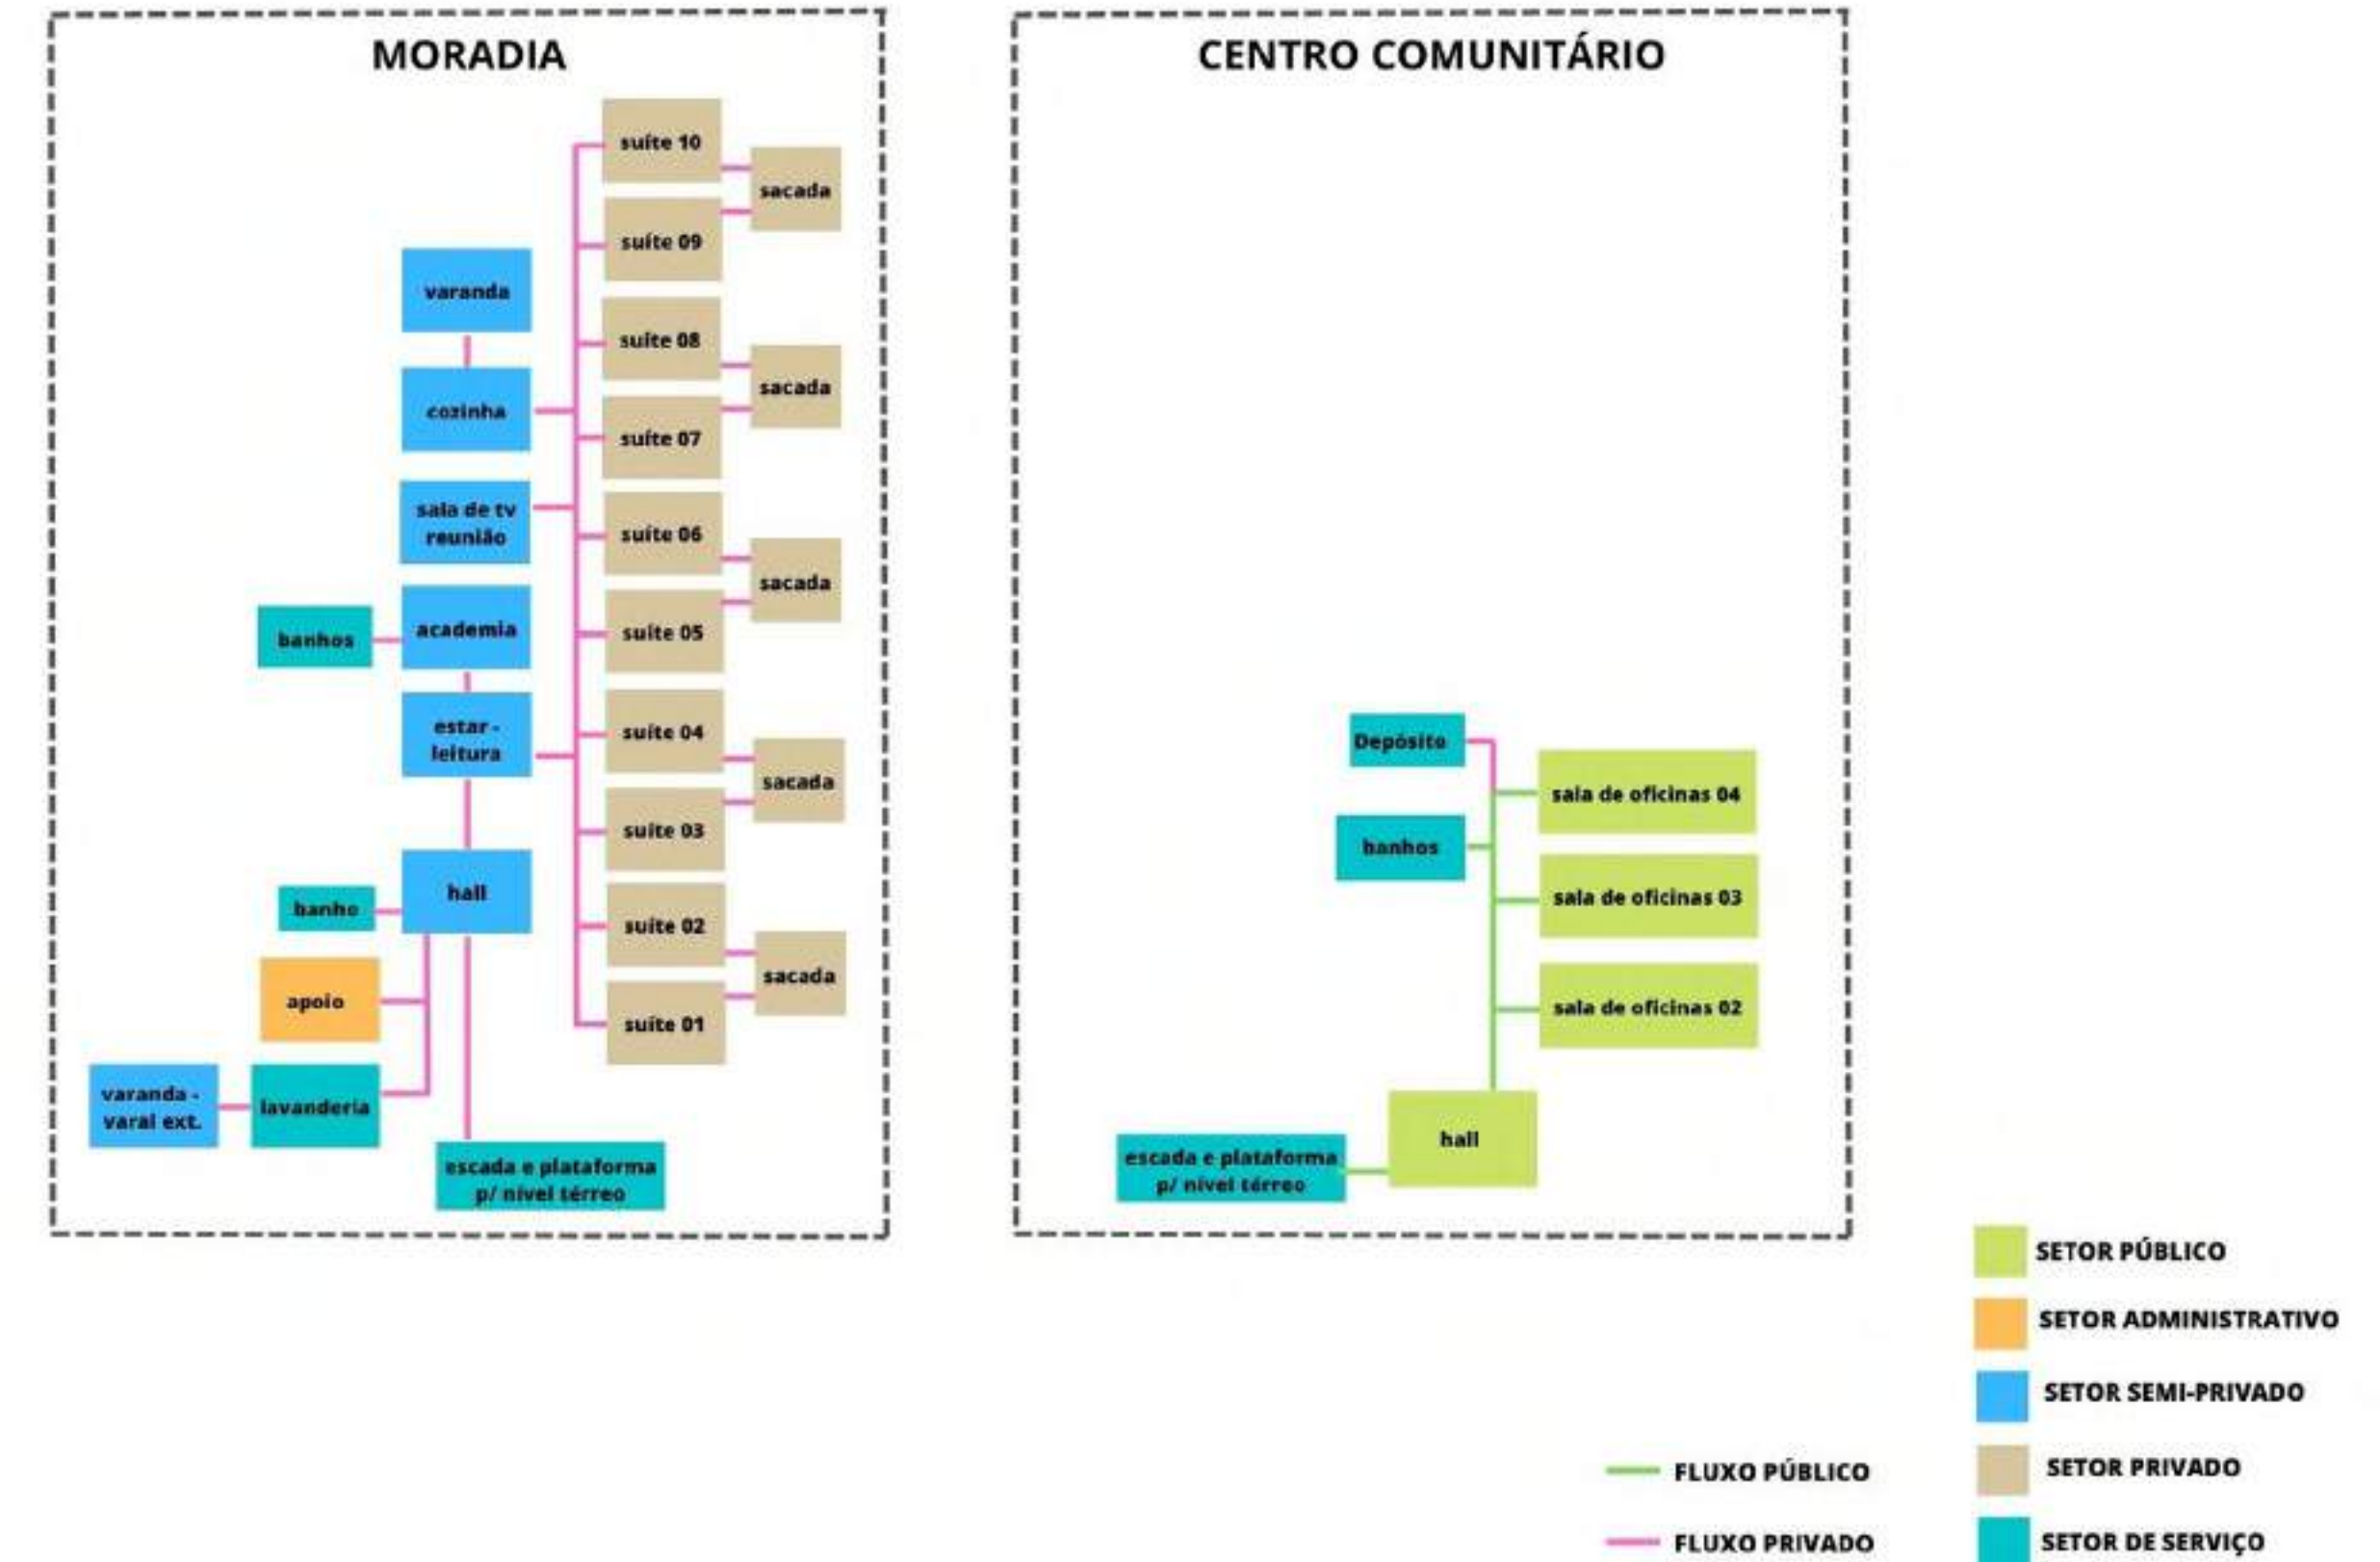 MORADIA
suíte 10
sacada
suíte 09
varanda
suíte 08
sacada
cozinha
suíte 07
sala de tv
reunião
suíte 06
sacada
banhos
academia
suíte 05
estar -
leitura
suíte 04
sacada
suíte 03
hall
banho
suíte 02
sacada
apoio
suíte 01
varanda -
varal ext.
lavanderia
escada e plataforma
p/ nível térreo
CENTRO COMUNITÁRIO
Depósito
sala de oficinas 04
banhos
sala de oficinas 03
sala de oficinas 02
hall
escada e plataforma
p/ nível térreo
SETOR PÚBLICO
SETOR ADMINISTRATIVO
SETOR SEMI-PRIVADO
SETOR PRIVADO
SETOR DE SERVIÇO
FLUXO PÚBLICO
FLUXO PRIVADO